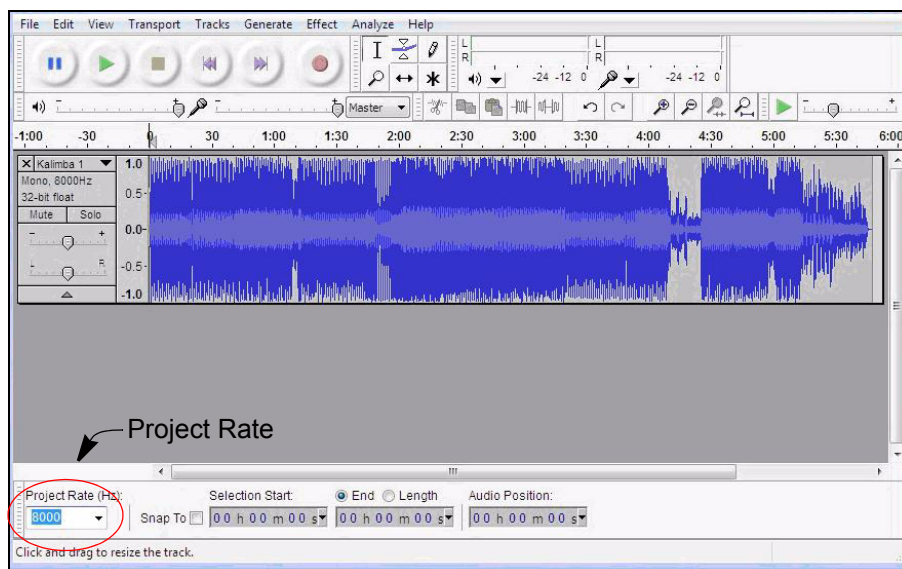 File Edit View Transport Tracks Generate Effect Analyze Help
L
R
L
R
-24 -12 0
-24 -12 0
Master
-1:00 -30 0 30 1:00 1:30 2:00 2:30 3:00 3:30 4:00 4:30 5:00 5:30 6:00
X Kalimba 1
Mono, 8000Hz
32-bit float
Mute Solo
- +
L R
1.0
0.5
0.0
-0.5
-1.0
Project Rate
Project Rate (Hz):
8000
Snap To
Selection Start:
00 h 00 m 00 s
End Length
00 h 00 m 00 s
Audio Position:
00 h 00 m 00 s
Click and drag to resize the track.